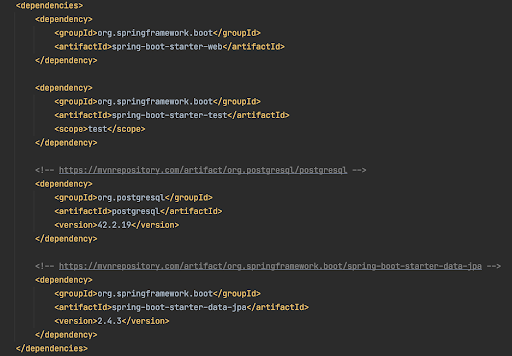 <dependencies>
<dependency>
<groupId>org.springframework.boot</groupId>
<artifactId>spring-boot-starter-web</artifactId>
</dependency>
<dependency>
<groupId>org.springframework.boot</groupId>
<artifactId>spring-boot-starter-test</artifactId>
<scope>test</scope>
</dependency>
<!-- https://mvnrepository.com/artifact/org.postgresql/postgresql -->
<dependency>
<groupId>org.postgresql</groupId>
<artifactId>postgresql</artifactId>
<version>42.2.19</version>
</dependency>
<!-- https://mvnrepository.com/artifact/org.springframework.boot/spring-boot-starter-data-jpa -->
<dependency>
<groupId>org.springframework.boot</groupId>
<artifactId>spring-boot-starter-data-jpa</artifactId>
<version>2.4.3</version>
</dependency>
</dependencies>